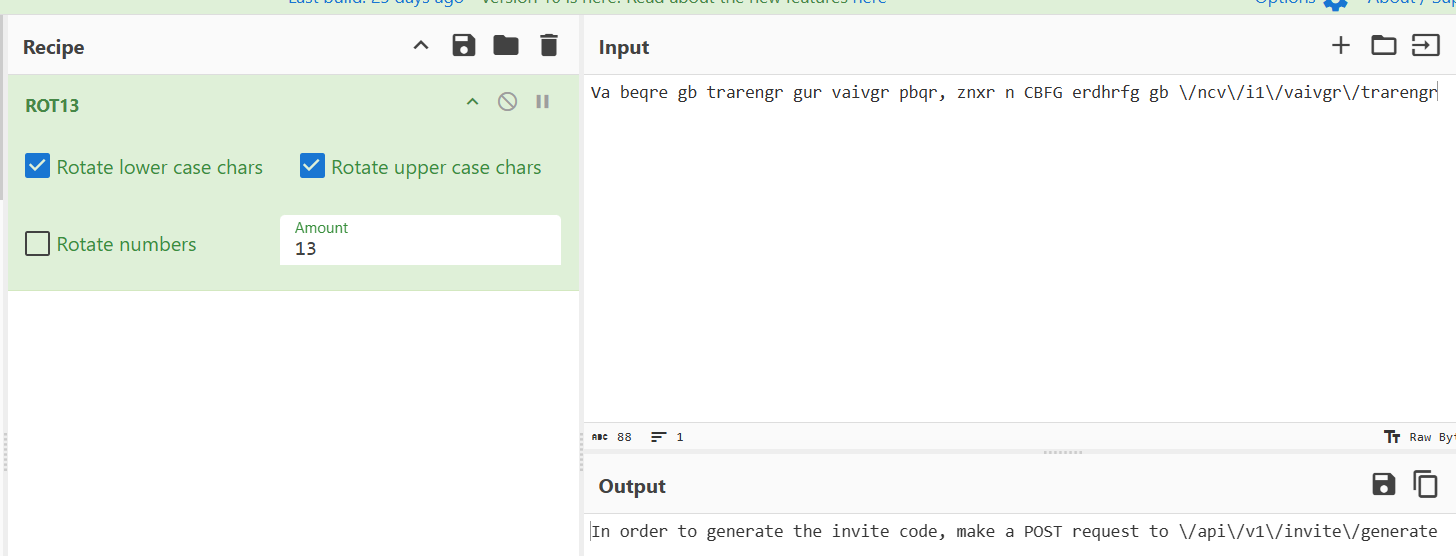 Last build: 25 days ago Version 10 is here! Read about the new features here
Options About / Sup
Recipe
ROT13
Rotate lower case chars
Rotate upper case chars
Rotate numbers
Amount
13
Input
Va beqre gb trarengr gur vaivgr pbqr, znxr n CBFG erdhrfg gb \/ncv\/i1\/vaivgr\/trarengr
ABC 88 1
Tт Raw Byt
Output
In order to generate the invite code, make a POST request to \/api\/v1\/invite\/generate